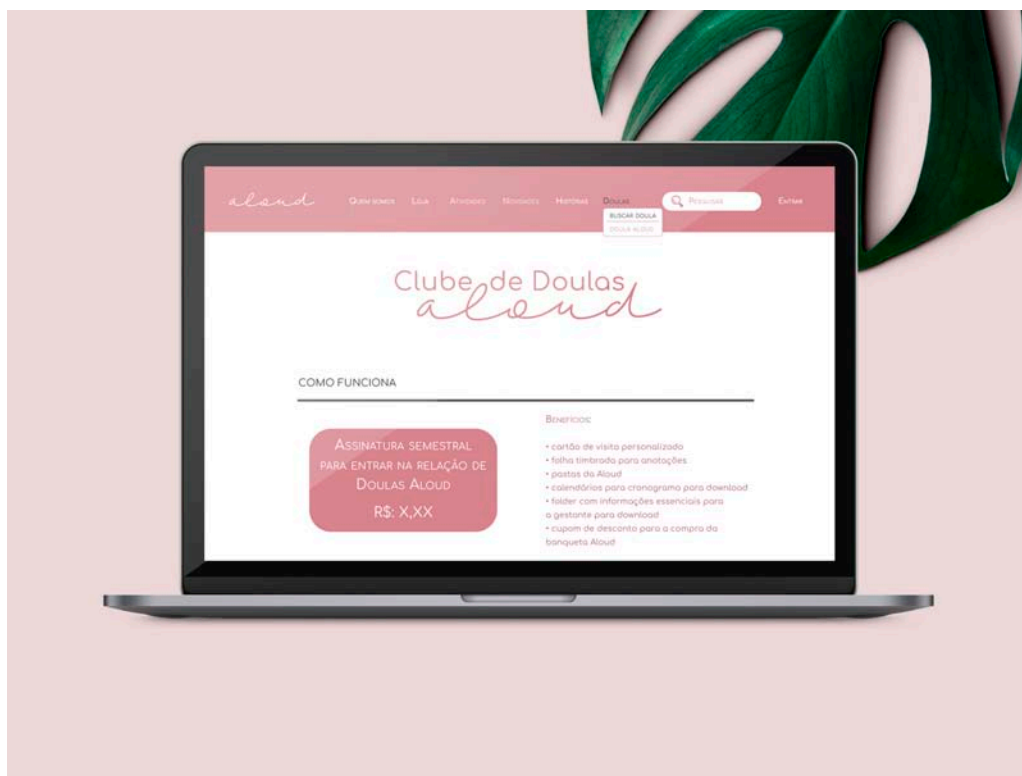 aloud Quem somos Loja Atividades Novidades Histórias Doulas Pesquisar Entrar
BUSCAR DOULA
DOULA ALOUD
Clube de Doulas
aloud
COMO FUNCIONA
Assinatura semestral
para entrar na relação de
Doulas Aloud
R$: X,XX
Benefícios:
• cartão de visita personalizado
• folha timbrada para anotações
• pastas da Aloud
• calendários para cronograma para download
• folder com informações essenciais para
a gestante para download
• cupom de desconto para a compra da
banqueta Aloud